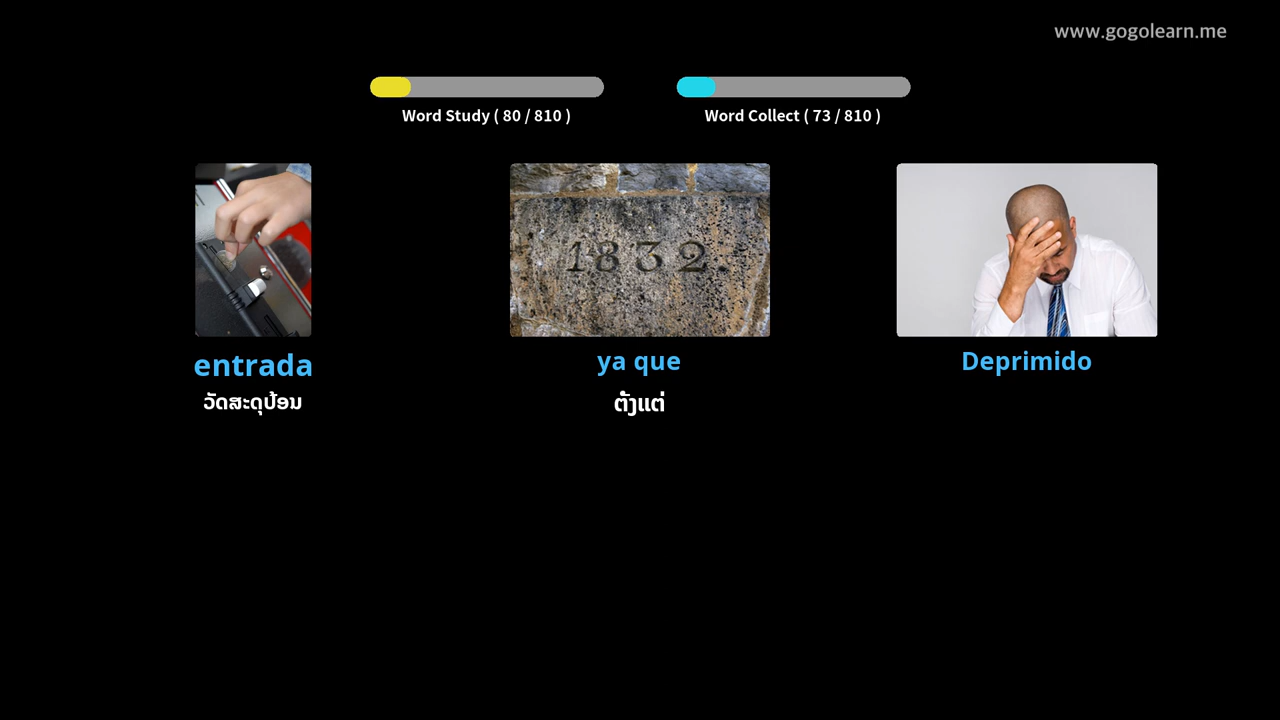 www.gogolearn.me
Word Study ( 80 / 810 )
Word Collect ( 73 / 810 )
1832.
entrada
ວັດສະດຸປ້ອນ
ya que
ຕັ້ງແຕ່
Deprimido